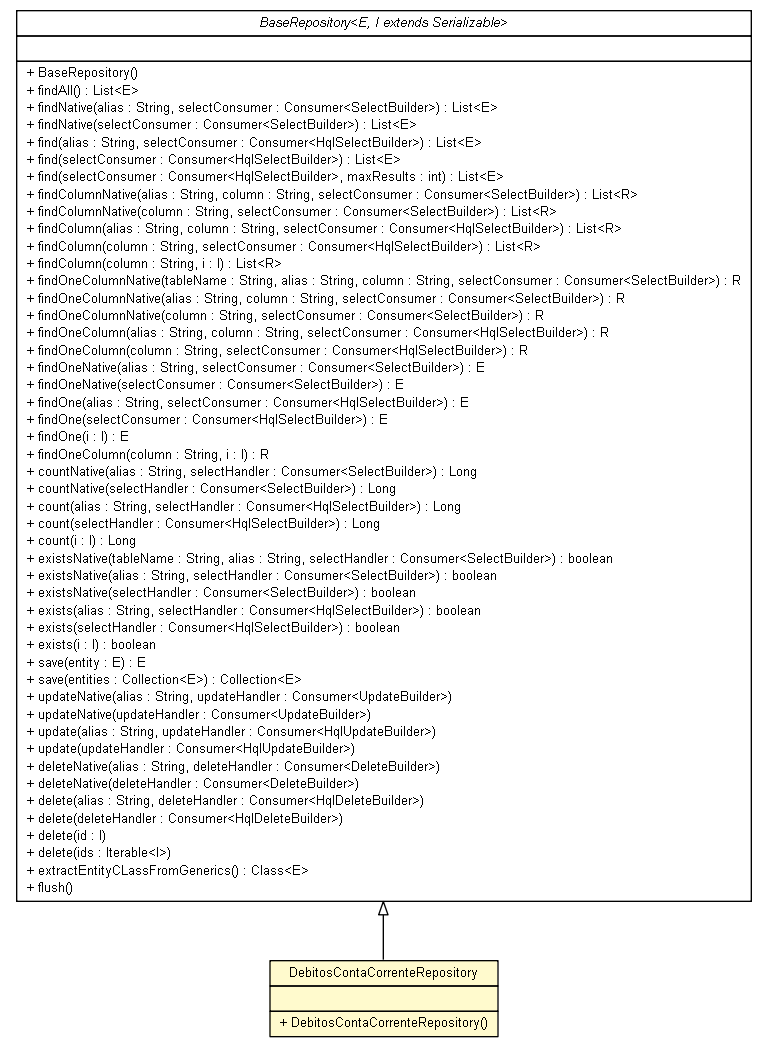 BaseRepository<E, I extends Serializable>
+ BaseRepository()
+ findAll() : List<E>
+ findNative(alias : String, selectConsumer : Consumer<SelectBuilder>) : List<E>
+ findNative(selectConsumer : Consumer<SelectBuilder>) : List<E>
+ find(alias : String, selectConsumer : Consumer<HqlSelectBuilder>) : List<E>
+ find(selectConsumer : Consumer<HqlSelectBuilder>) : List<E>
+ find(selectConsumer : Consumer<HqlSelectBuilder>, maxResults : int) : List<E>
+ findColumnNative(alias : String, column : String, selectConsumer : Consumer<SelectBuilder>) : List<R>
+ findColumnNative(column : String, selectConsumer : Consumer<SelectBuilder>) : List<R>
+ findColumn(alias : String, column : String, selectConsumer : Consumer<HqlSelectBuilder>) : List<R>
+ findColumn(column : String, selectConsumer : Consumer<HqlSelectBuilder>) : List<R>
+ findColumn(column : String, i : I) : List<R>
+ findOneColumnNative(tableName : String, alias : String, column : String, selectConsumer : Consumer<SelectBuilder>) : R
+ findOneColumnNative(alias : String, column : String, selectConsumer : Consumer<SelectBuilder>) : R
+ findOneColumnNative(column : String, selectConsumer : Consumer<SelectBuilder>) : R
+ findOneColumn(alias : String, column : String, selectConsumer : Consumer<HqlSelectBuilder>) : R
+ findOneColumn(column : String, selectConsumer : Consumer<HqlSelectBuilder>) : R
+ findOneNative(alias : String, selectConsumer : Consumer<SelectBuilder>) : E
+ findOneNative(selectConsumer : Consumer<SelectBuilder>) : E
+ findOne(alias : String, selectConsumer : Consumer<HqlSelectBuilder>) : E
+ findOne(selectConsumer : Consumer<HqlSelectBuilder>) : E
+ findOne(i : I) : E
+ findOneColumn(column : String, i : I) : R
+ countNative(alias : String, selectHandler : Consumer<SelectBuilder>) : Long
+ countNative(selectHandler : Consumer<SelectBuilder>) : Long
+ count(alias : String, selectHandler : Consumer<HqlSelectBuilder>) : Long
+ count(selectHandler : Consumer<HqlSelectBuilder>) : Long
+ count(i : I) : Long
+ existsNative(tableName : String, alias : String, selectHandler : Consumer<SelectBuilder>) : boolean
+ existsNative(alias : String, selectHandler : Consumer<SelectBuilder>) : boolean
+ existsNative(selectHandler : Consumer<SelectBuilder>) : boolean
+ exists(alias : String, selectHandler : Consumer<HqlSelectBuilder>) : boolean
+ exists(selectHandler : Consumer<HqlSelectBuilder>) : boolean
+ exists(i : I) : boolean
+ save(entity : E) : E
+ save(entities : Collection<E>) : Collection<E>
+ updateNative(alias : String, updateHandler : Consumer<UpdateBuilder>)
+ updateNative(updateHandler : Consumer<UpdateBuilder>)
+ update(alias : String, updateHandler : Consumer<HqlUpdateBuilder>)
+ update(updateHandler : Consumer<HqlUpdateBuilder>)
+ deleteNative(alias : String, deleteHandler : Consumer<DeleteBuilder>)
+ deleteNative(deleteHandler : Consumer<DeleteBuilder>)
+ delete(alias : String, deleteHandler : Consumer<HqlDeleteBuilder>)
+ delete(deleteHandler : Consumer<HqlDeleteBuilder>)
+ delete(id : I)
+ delete(ids : Iterable<I>)
+ extractEntityCLassFromGenerics() : Class<E>
+ flush()
DebitosContaCorrenteRepository
+ DebitosContaCorrenteRepository()